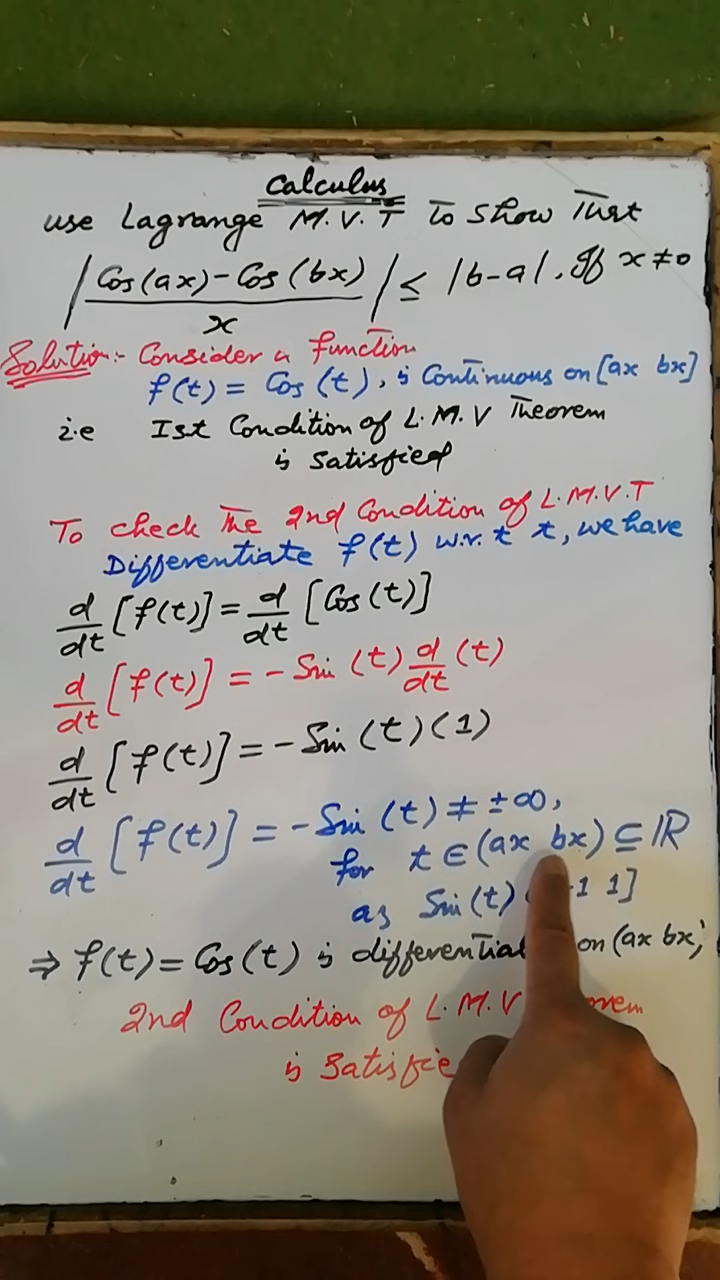 Calculus
use Lagrange M.V.T To Show That
|Cos(ax)-Cos(bx)/x| ≤ |b-a|, If x≠0
Solution:- Consider a function
f(t) = Cos(t), is Continuous on [ax bx]
i.e Ist Condition of L.M.V Theorem
is Satisfied
To check The 2nd Condition of L.M.V.T
Differentiate f(t) w.r.t t, we have
d/dt [f(t)] = d/dt [Cos(t)]
d/dt [f(t)] = -Sin(t) d/dt (t)
d/dt [f(t)] = -Sin(t)(1)
d/dt [f(t)] = -Sin(t) ≠ ±∞,
for t ∈ (ax bx) ⊆ IR
as Sin(t) 1 1]
⇒ f(t) = Cos(t) is on (ax bx)
2nd Condition of L.M.V
is